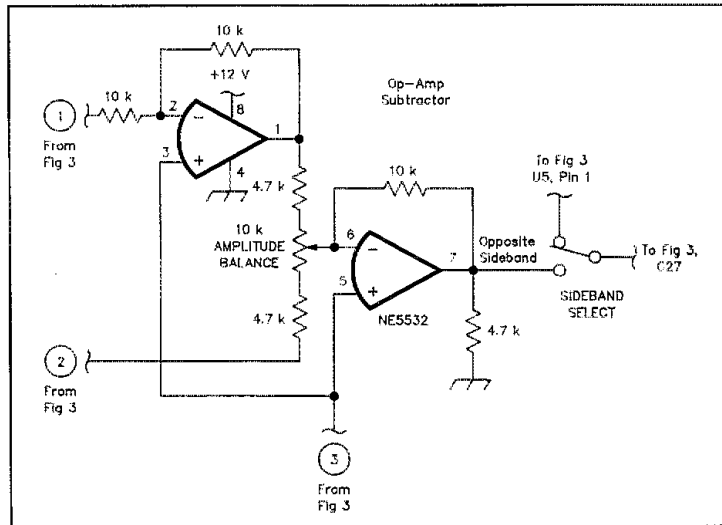 10 k
+12 V
10 k
Op-Amp
Subtractor
1
2
8
−
From
Fig 3
3
+
1
4
4.7 k
10 k
To Fig 3
U5, Pin 1
10 k
AMPLITUDE
BALANCE
6
−
7
Opposite
Sideband
To Fig 3,
C27
5
+
NE5532
SIDEBAND
SELECT
4.7 k
4.7 k
2
From
Fig 3
3
From
Fig 3